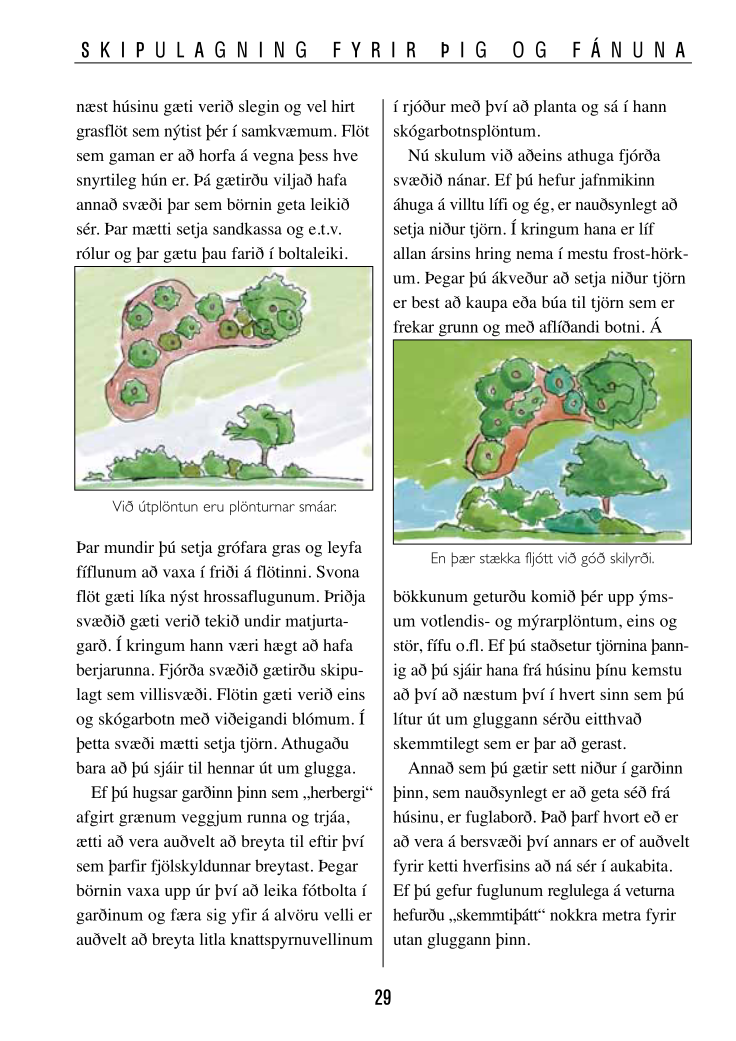 SKIPULAGNING FYRIR ÞIG OG FÁNUNA
næst húsinu gæti verið slegin og vel hirt
grasflöt sem nýtist þér í samkvæmum. Flöt
sem gaman er að horfa á vegna þess hve
snyrtileg hún er. Þá gætirðu viljað hafa
annað svæði þar sem börnin geta leikið
sér. Þar mætti setja sandkassa og e.t.v.
rólur og þar gætu þau farið í boltaleiki.
Við útplöntun eru plönturnar smáar.
Þar mundir þú setja grófara gras og leyfa
fíflunum að vaxa í friði á flötinni. Svona
flöt gæti líka nýst hrossaflugunum. Þriðja
svæðið gæti verið tekið undir matjurta-
garð. Í kringum hann væri hægt að hafa
berjarunna. Fjórða svæðið gætirðu skipu-
lagt sem villisvæði. Flötin gæti verið eins
og skógarbotn með viðeigandi blómum. Í
þetta svæði mætti setja tjörn. Athugaðu
bara að þú sjáir til hennar út um glugga.
Ef þú hugsar garðinn þinn sem „herbergi“
afgirt grænum veggjum runna og trjáa,
ætti að vera auðvelt að breyta til eftir því
sem þarfir fjölskyldunnar breytast. Þegar
börnin vaxa upp úr því að leika fótbolta í
garðinum og færa sig yfir á alvöru velli er
auðvelt að breyta litla knattspyrnuvellinum
í rjóður með því að planta og sá í hann
skógarbotnsplöntum.
Nú skulum við aðeins athuga fjórða
svæðið nánar. Ef þú hefur jafnmikinn
áhuga á villtu lífi og ég, er nauðsynlegt að
setja niður tjörn. Í kringum hana er líf
allan ársins hring nema í mestu frost-hörk-
um. Þegar þú ákveður að setja niður tjörn
er best að kaupa eða búa til tjörn sem er
frekar grunn og með aflíðandi botni. Á
En þær stækka fljótt við góð skilyrði.
bökkunum geturðu komið þér upp ýms-
um votlendis- og mýrarplöntum, eins og
stör, fífu o.fl. Ef þú staðsetur tjörnina þann-
ig að þú sjáir hana frá húsinu þínu kemstu
að því að næstum því í hvert sinn sem þú
lítur út um gluggann sérðu eitthvað
skemmtilegt sem er þar að gerast.
Annað sem þú gætir sett niður í garðinn
þinn, sem nauðsynlegt er að geta séð frá
húsinu, er fuglaborð. Það þarf hvort eð er
að vera á bersvæði því annars er of auðvelt
fyrir ketti hverfisins að ná sér í aukabita.
Ef þú gefur fuglunum reglulega á veturna
hefurðu „skemmtiþátt“ nokkra metra fyrir
utan gluggann þinn.
29